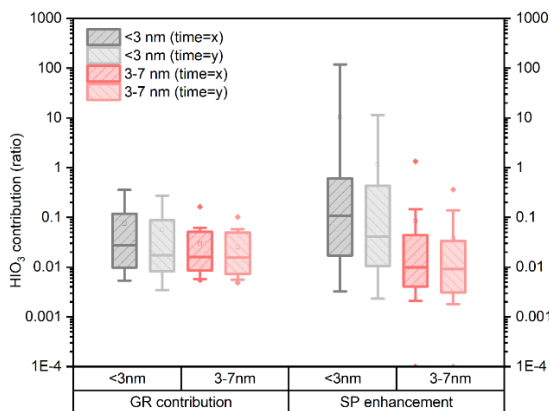 1000
100
10
1
0.1
0.01
0.001
1E-4
HIO₃ contribution (ratio)
<3 nm (time=x)
<3 nm (time=y)
3-7 nm (time=x)
3-7 nm (time=y)
1000
100
10
1
0.1
0.01
0.001
1E-4
<3nm 3-7nm <3nm 3-7nm
GR contribution SP enhancement